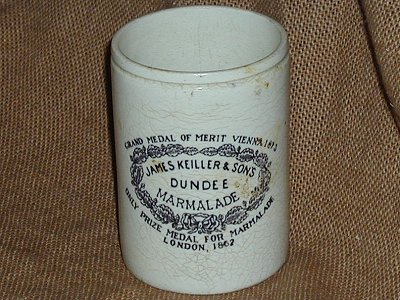 GRAND MEDAL OF MERIT VIENNA 1873
JAMES KEILLER & SONS
DUNDEE
MARMALADE
ONLY PRIZE MEDAL FOR MARMALADE
LONDON, 1862